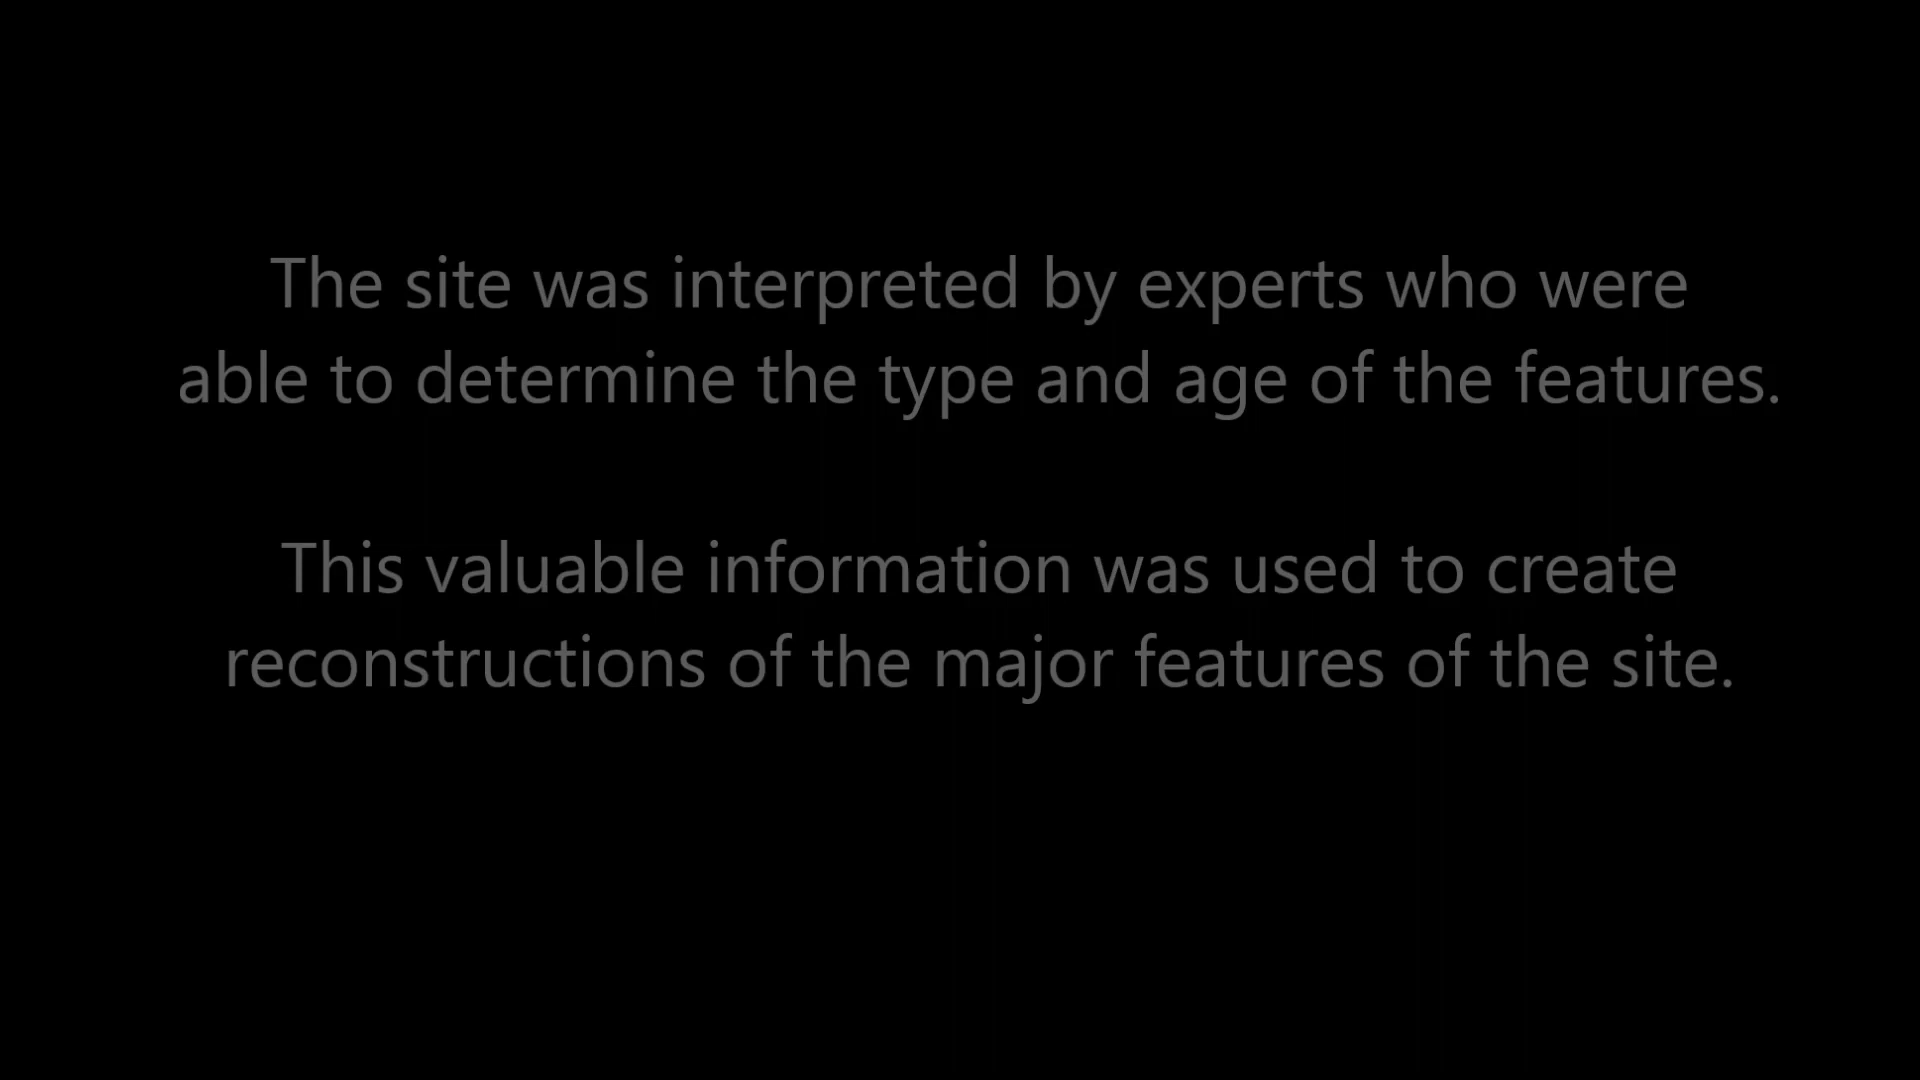 The site was interpreted by experts who were
able to determine the type and age of the features.
This valuable information was used to create
reconstructions of the major features of the site.